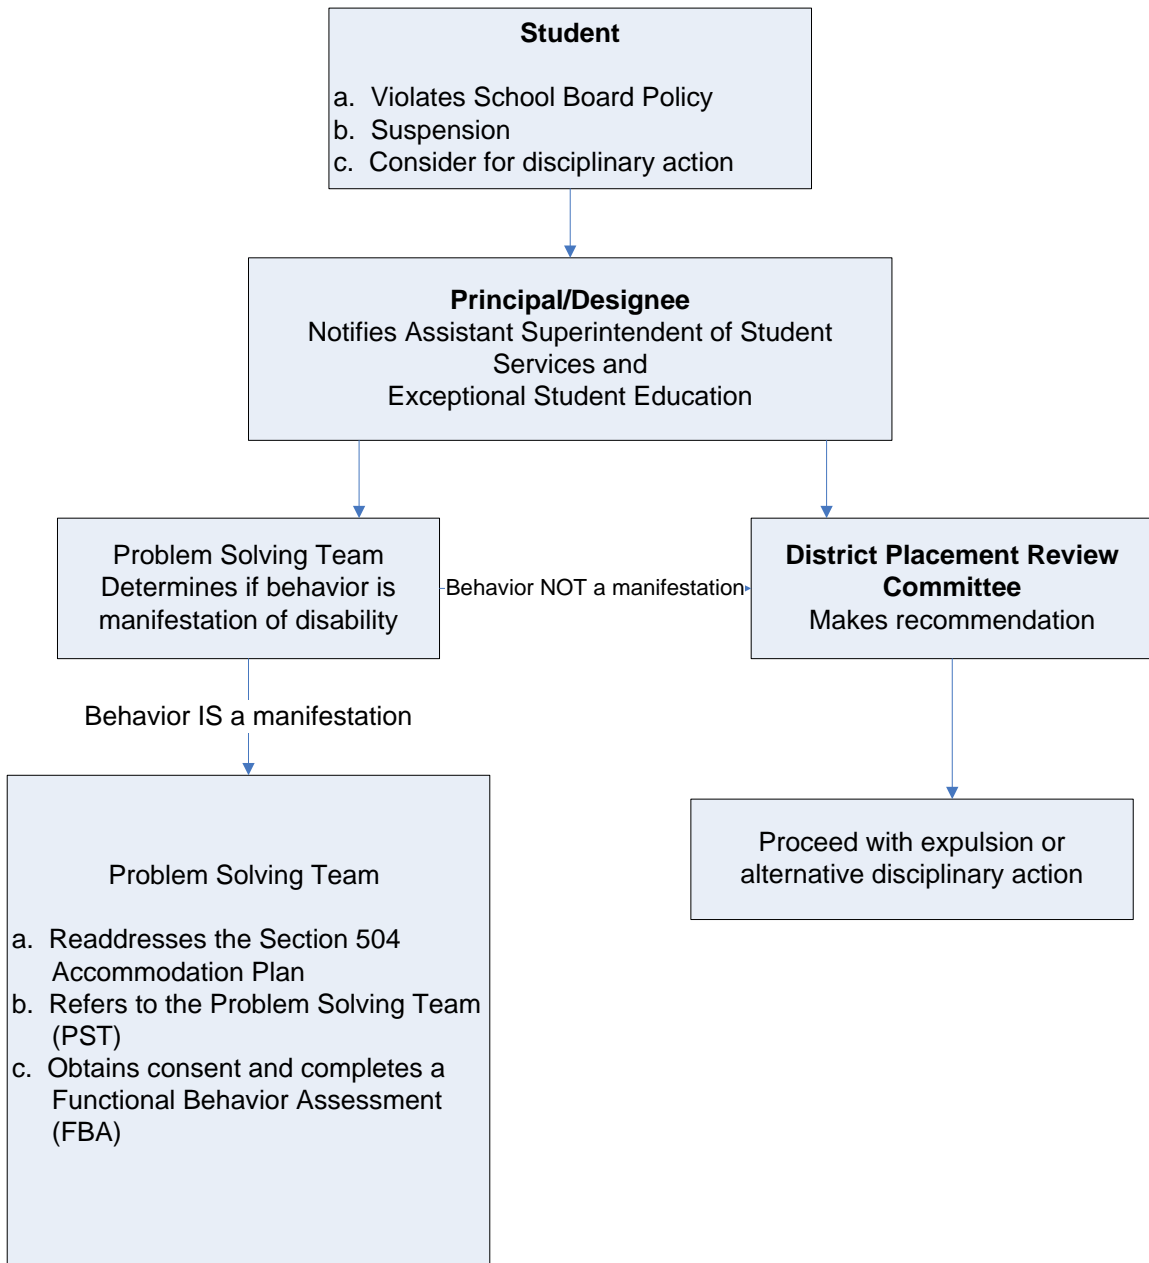 Student
a. Violates School Board Policy
b. Suspension
c. Consider for disciplinary action
Principal/Designee
Notifies Assistant Superintendent of Student
Services and
Exceptional Student Education
Problem Solving Team
Determines if behavior is
manifestation of disability
Behavior NOT a manifestation
District Placement Review
Committee
Makes recommendation
Behavior IS a manifestation
Problem Solving Team
a. Readdresses the Section 504
Accommodation Plan
b. Refers to the Problem Solving Team
(PST)
c. Obtains consent and completes a
Functional Behavior Assessment
(FBA)
Proceed with expulsion or
alternative disciplinary action